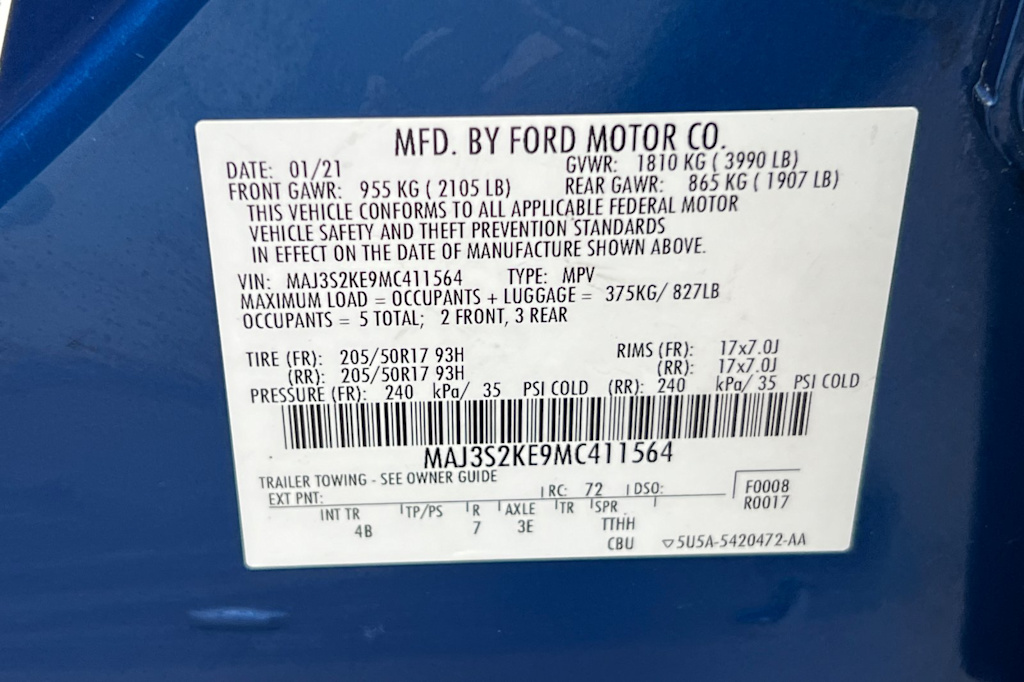 MFD. BY FORD MOTOR CO.
DATE: 01/21 GVWR: 1810 KG ( 3990 LB)
FRONT GAWR: 955 KG ( 2105 LB) REAR GAWR: 865 KG ( 1907 LB)
THIS VEHICLE CONFORMS TO ALL APPLICABLE FEDERAL MOTOR
VEHICLE SAFETY AND THEFT PREVENTION STANDARDS
IN EFFECT ON THE DATE OF MANUFACTURE SHOWN ABOVE.
VIN: MAJ3S2KE9MC411564 TYPE: MPV
MAXIMUM LOAD = OCCUPANTS + LUGGAGE = 375KG/ 827LB
OCCUPANTS = 5 TOTAL; 2 FRONT, 3 REAR
TIRE (FR): 205/50R17 93H RIMS (FR): 17x7.0J
(RR): 205/50R17 93H (RR): 17x7.0J
PRESSURE (FR): 240 kPa/ 35 PSI COLD (RR): 240 kPa/ 35 PSI COLD
MAJ3S2KE9MC411564
TRAILER TOWING - SEE OWNER GUIDE
EXT PNT: RC: 72 DSO: F0008
R0017
INT TR TP/PS R AXLE TR SPR
4B 7 3E TTHH
CBU 5U5A-5420472-AA